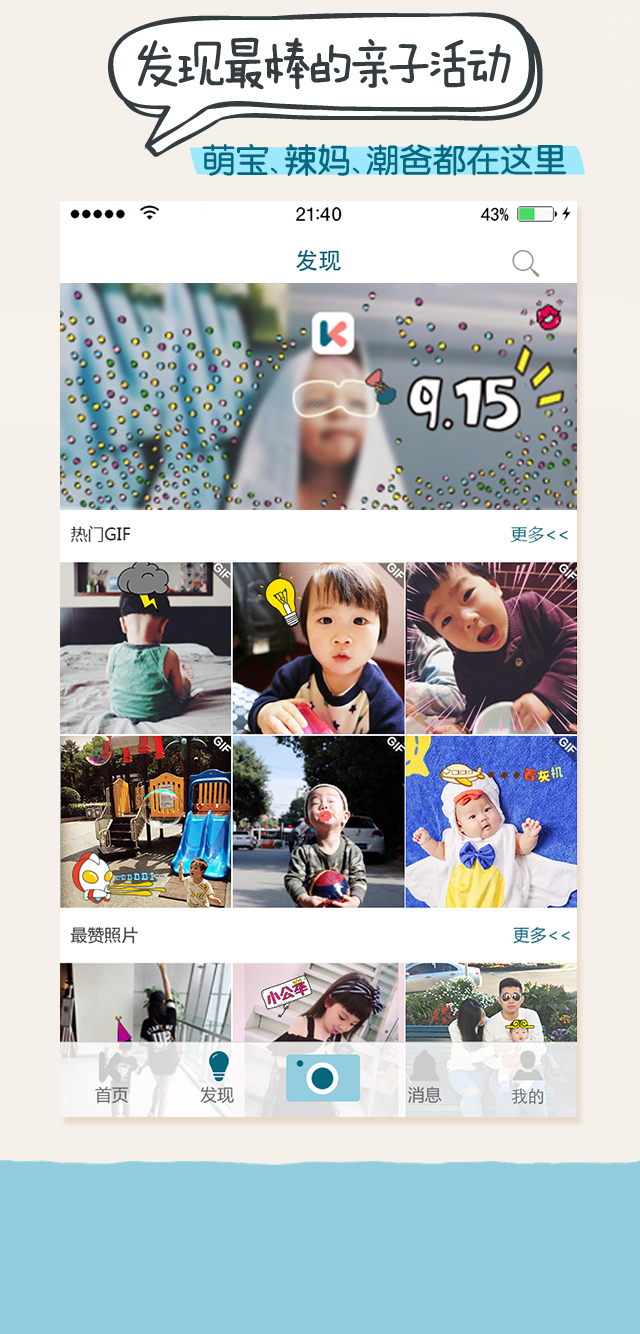 发现最棒的亲子活动
萌宝、辣妈、潮爸都在这里
21:40
43%
发现
9.15
热门GIF
更多<<
GIF
GIF
GIF
GIF
GIF
GIF
着灰机
最赞照片
更多<<
小公举
首页
发现
消息
我的